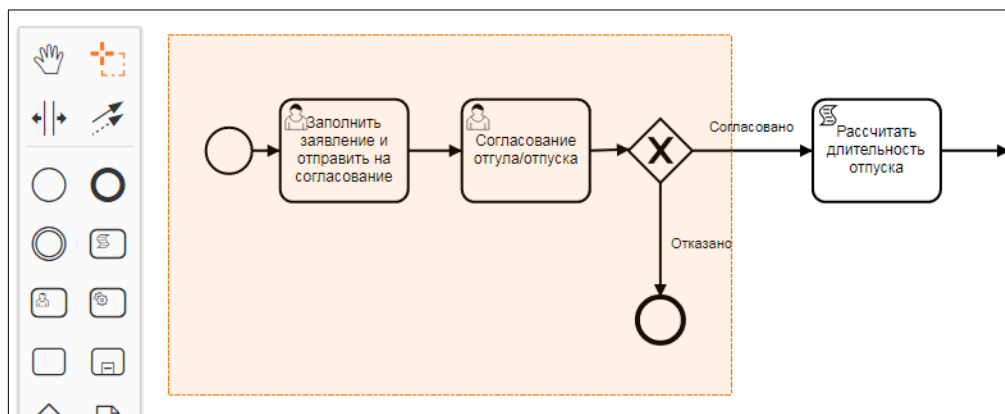 Заполнить
заявление и
отправить на
согласование
Согласование
отгула/отпуска
Согласовано
Рассчитать
длительность
отпуска
Отказано